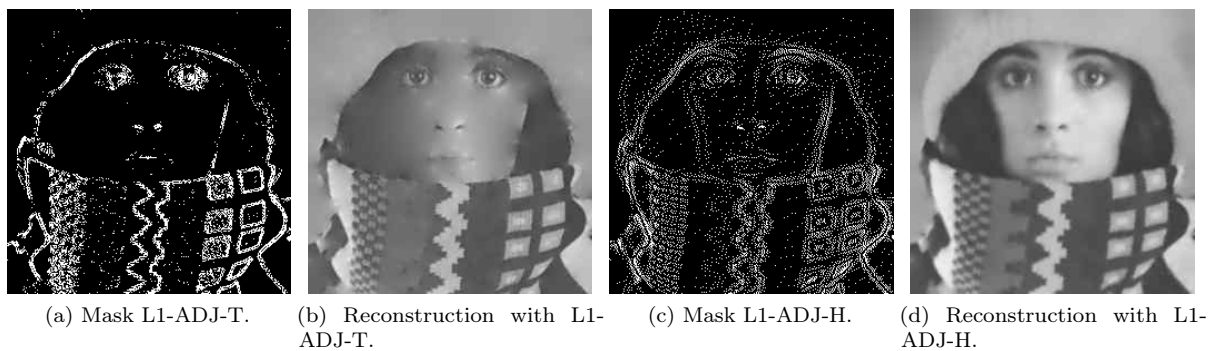 (a) Mask L1-ADJ-T.
(b) Reconstruction with L1-
ADJ-T.
(c) Mask L1-ADJ-H.
(d) Reconstruction with L1-
ADJ-H.